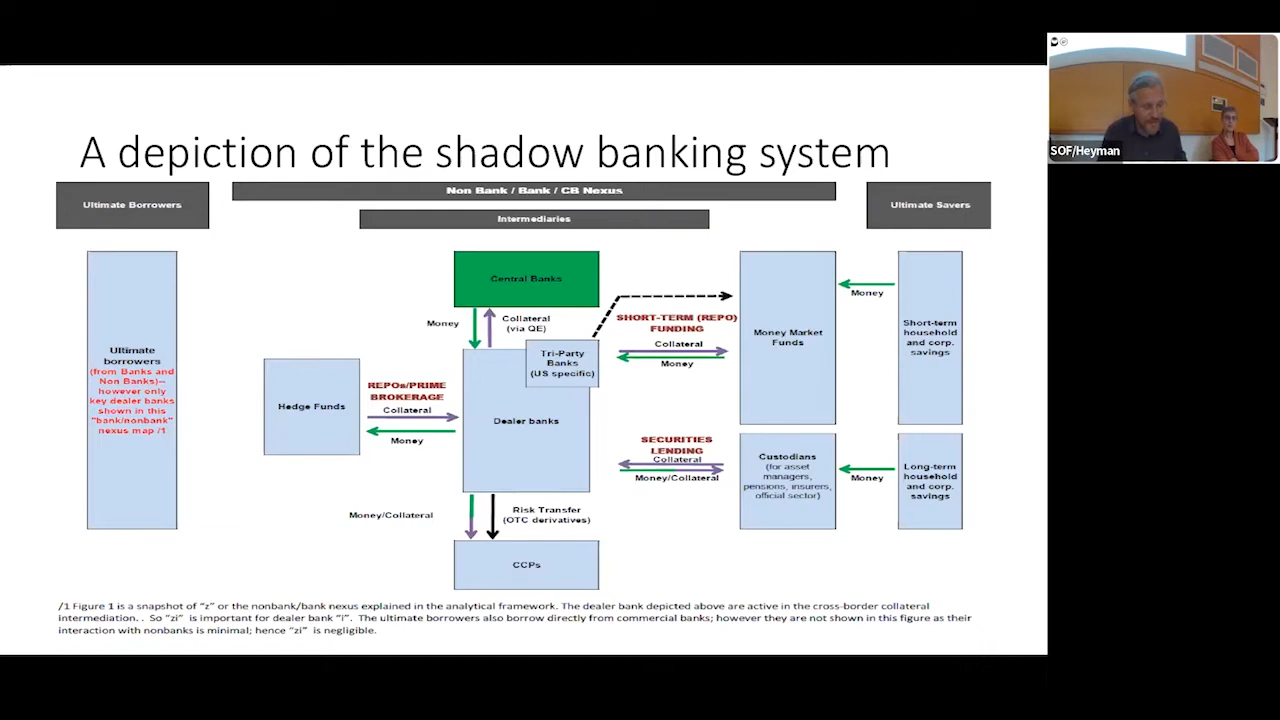 A depiction of the shadow banking system
Ultimate Borrowers
Non Bank / Bank / CB Nexus
Intermediaries
Ultimate Savers
Ultimate
borrowers
(from Banks and
Non Banks)--
however only
key dealer banks
shown in this
"bank/nonbank"
nexus map /1
Hedge Funds
REPOs/PRIME
BROKERAGE
Collateral
Money
Central Banks
Money
Collateral
(via QE)
Tri-Party
Banks
(US specific)
Dealer banks
Money/Collateral
Risk Transfer
(OTC derivatives)
CCPs
SHORT-TERM (REPO)
FUNDING
Collateral
Money
SECURITIES
LENDING
Collateral
Money/Collateral
Money Market
Funds
Custodians
(for asset
managers,
pensions, insurers,
official sector)
Money
Money
Short-term
household
and corp.
savings
Long-term
household
and corp.
savings
/1 Figure 1 is a snapshot of "z" or the nonbank/bank nexus explained in the analytical framework. The dealer bank depicted above are active in the cross-border collateral
intermediation. . So "zi" is important for dealer bank "i". The ultimate borrowers also borrow directly from commercial banks; however they are not shown in this figure as their
interaction with nonbanks is minimal; hence "zi" is negligible.
SOF/Heyman